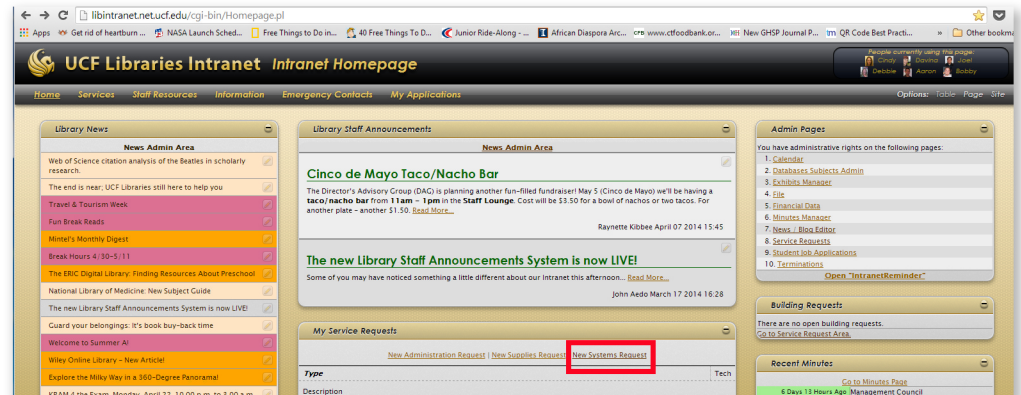 libintranet.net.ucf.edu/cgi-bin/Homepage.pl
Apps Get rid of heartburn ... NASA Launch Sched... Free Things to Do in... 40 Free Things To D... Junior Ride-Along - ... African Diaspora Arc... www.ctfoodbank.or... New GHSP Journal P... QR Code Best Practi... » Other bookma
UCF Libraries Intranet Intranet Homepage
People currently using this page:
Cindy Davina Joel
Debbie Aaron Bobby
Home Services Staff Resources Information Emergency Contacts My Applications Options: Table Page Site
Library News
News Admin Area
Web of Science citation analysis of the Beatles in scholarly
research.
The end is near; UCF Libraries still here to help you
Travel & Tourism Week
Fun Break Reads
Mintel's Monthly Digest
Break Hours 4/30-5/11
The ERIC Digital Library: Finding Resources About Preschool
National Library of Medicine: New Subject Guide
The new Library Staff Announcements System is now LIVE!
Guard your belongings: It's book buy-back time
Welcome to Summer A!
Wiley Online Library - New Article!
Explore the Milky Way in a 360-Degree Panorama!
KRAM 4 the Exam, Monday, April 22, 10:00 p.m. to 3:00 a.m.
Library Staff Announcements
News Admin Area
Cinco de Mayo Taco/Nacho Bar
The Director's Advisory Group (DAG) is planning another fun-filled fundraiser! May 5 (Cinco de Mayo) we'll be having a
taco/nacho bar from 11am - 1pm in the Staff Lounge. Cost will be $3.50 for a bowl of nachos or two tacos. For
another plate - another $1.50. Read More...
Raynette Kibbee April 07 2014 15:45
The new Library Staff Announcements System is now LIVE!
Some of you may have noticed something a little different about our Intranet this afternoon... Read More...
John Aedo March 17 2014 16:28
My Service Requests
New Administration Request | New Supplies Request | New Systems Request
Type Tech
Description
Admin Pages
You have administrative rights on the following pages:
1. Calendar
2. Databases Subjects Admin
3. Exhibits Manager
4. File
5. Financial Data
6. Minutes Manager
7. News / Blog Editor
8. Service Requests
9. Student Job Applications
10. Terminations
Open "IntranetReminder"
Building Requests
There are no open building requests.
Go to Service Request Area.
Recent Minutes
Go to Minutes Page
6 Days 13 Hours Ago Management Council